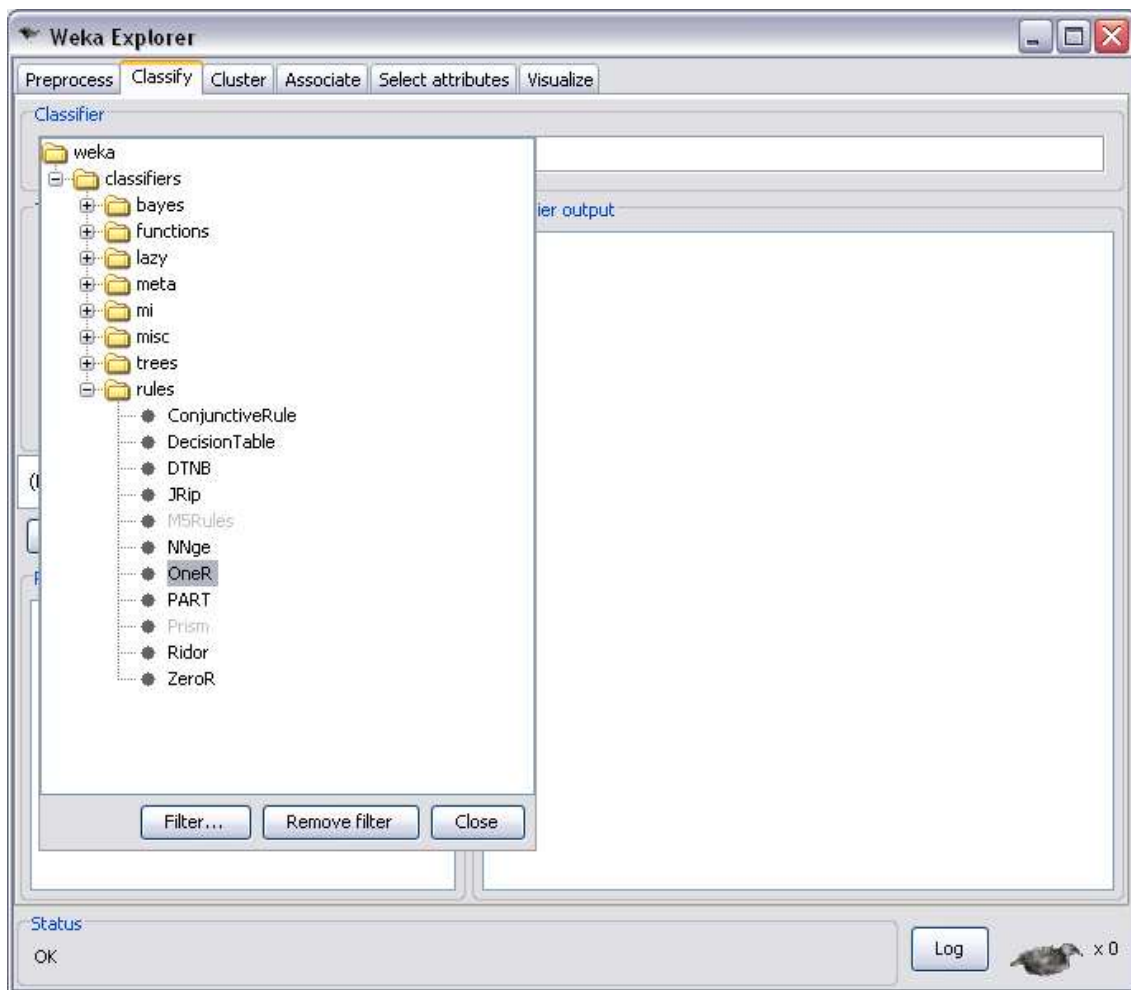 Weka Explorer
Preprocess Classify Cluster Associate Select attributes Visualize
Classifier
weka
classifiers
bayes
functions
lazy
meta
mi
misc
trees
rules
ConjunctiveRule
DecisionTable
DTNB
JRip
M5Rules
NNge
OneR
PART
Prism
Ridor
ZeroR
Filter... Remove filter Close
ier output
Status
OK
Log
x 0